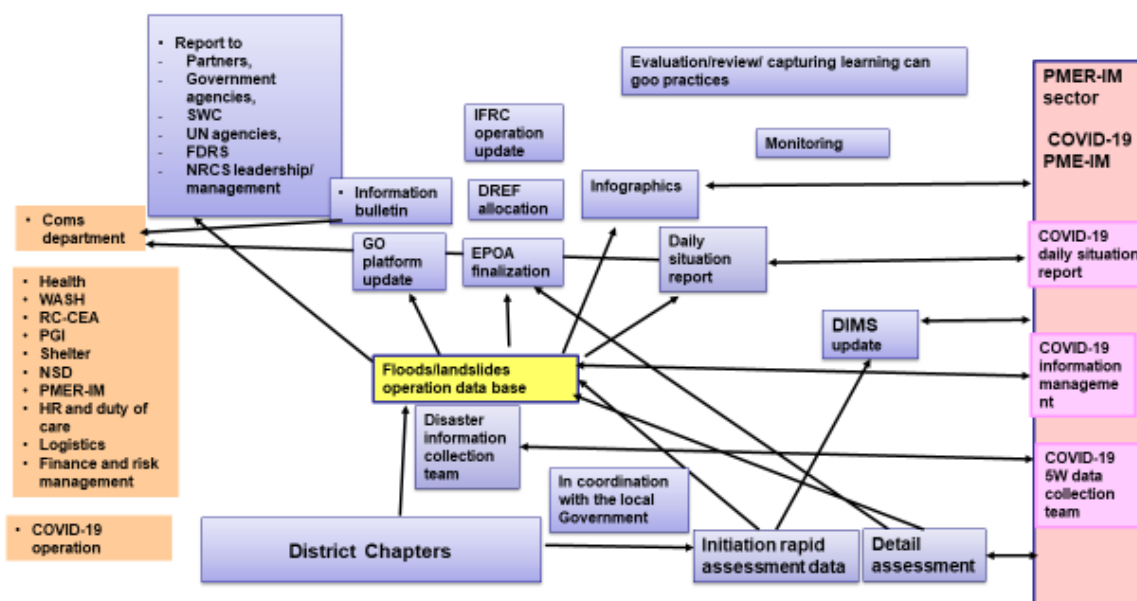 • Report to
- Partners,
- Government
agencies,
- SWC
- UN agencies,
- FDRS
- NRCS leadership/
management
Evaluation/review/ capturing learning can
goo practices
PMER-IM
sector
COVID-19
PME-IM
IFRC
operation
update
Monitoring
• Information
bulletin
DREF
allocation
Infographics
• Coms
department
GO
platform
update
EPOA
finalization
Daily
situation
report
COVID-19
daily situation
report
• Health
• WASH
• RC-CEA
• PGI
• Shelter
• NSD
• PMER-IM
• HR and duty of
care
• Logistics
• Finance and risk
management
DIMS
update
Floods/landslides
operation data base
COVID-19
information
manageme
nt
Disaster
information
collection
team
COVID-19
5W data
collection
team
In coordination
with the local
Government
• COVID-19
operation
District Chapters
Initiation rapid
assessment data
Detail
assessment